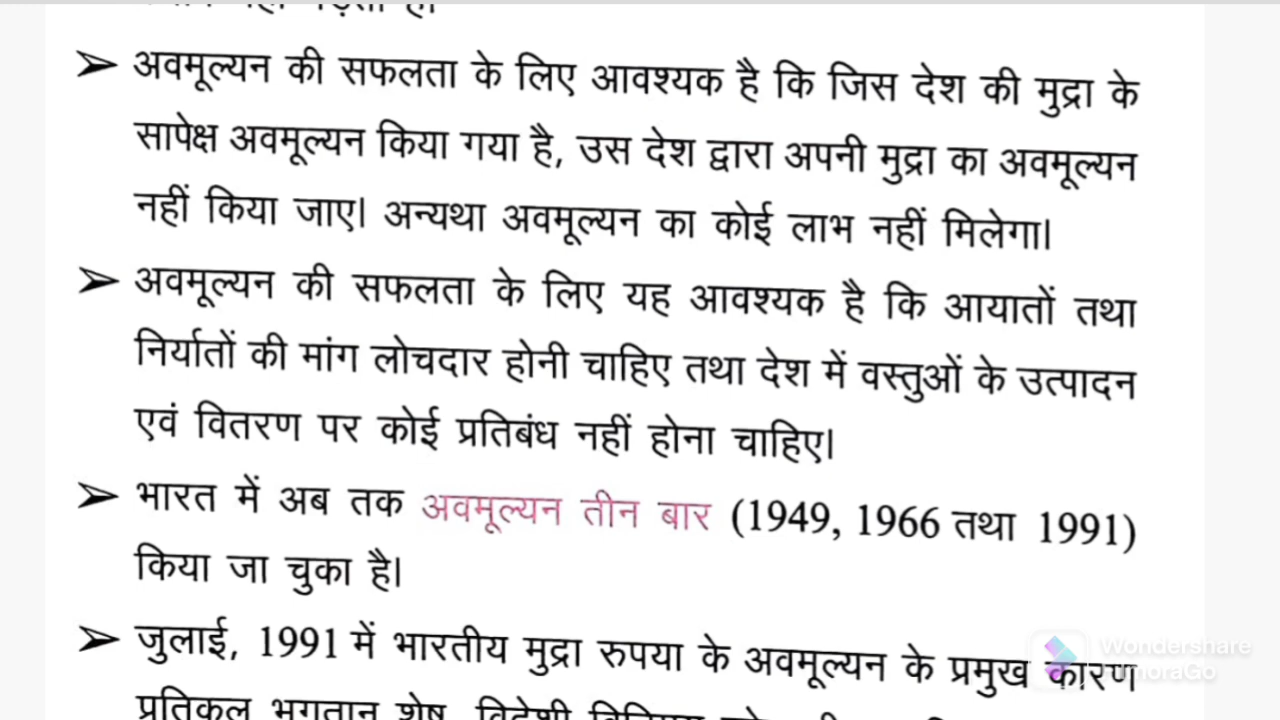 ➢ अवमूल्यन की सफलता के लिए आवश्यक है कि जिस देश की मुद्रा के
सापेक्ष अवमूल्यन किया गया है, उस देश द्वारा अपनी मुद्रा का अवमूल्यन
नहीं किया जाए। अन्यथा अवमूल्यन का कोई लाभ नहीं मिलेगा।
➢ अवमूल्यन की सफलता के लिए यह आवश्यक है कि आयातों तथा
निर्यातों की मांग लोचदार होनी चाहिए तथा देश में वस्तुओं के उत्पादन
एवं वितरण पर कोई प्रतिबंध नहीं होना चाहिए।
➢ भारत में अब तक अवमूल्यन तीन बार (1949, 1966 तथा 1991)
किया जा चुका है।
➢ जुलाई, 1991 में भारतीय मुद्रा रुपया के अवमूल्यन के प्रमुख कारण
प्रतिकूल भुगतान शेष, विदेशी
Wondershare